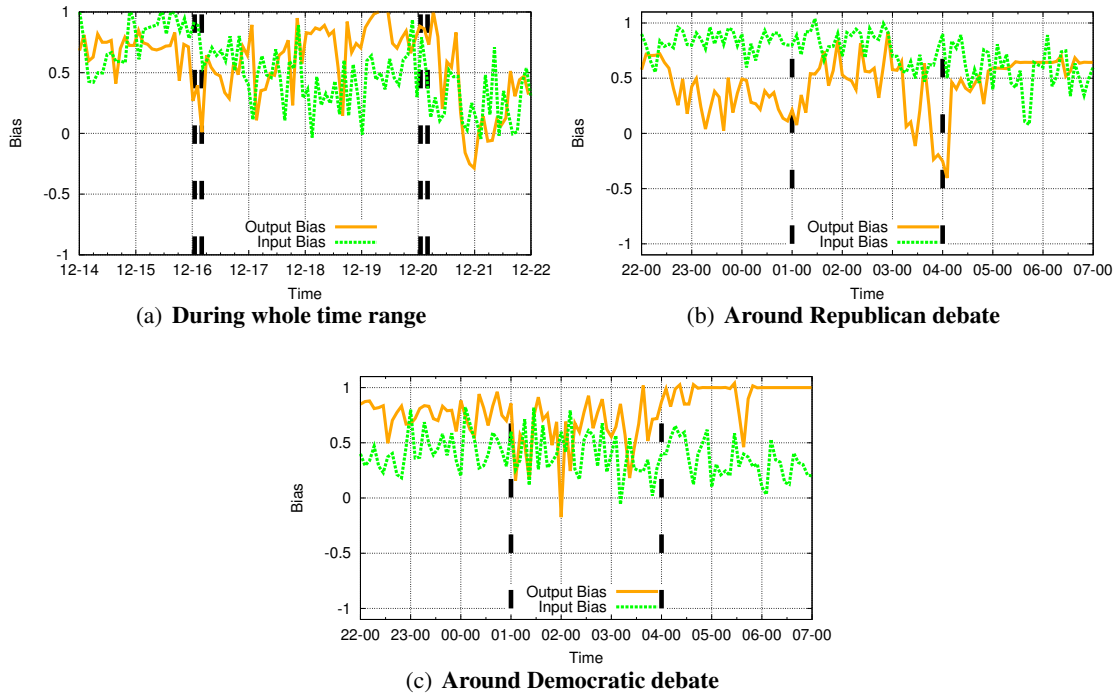 1
0.5
0
-0.5
-1
Bias
Output Bias
Input Bias
12-14 12-15 12-16 12-17 12-18 12-19 12-20 12-21 12-22
Time
(a) During whole time range
1
0.5
0
-0.5
-1
Bias
Output Bias
Input Bias
22-00 23-00 00-00 01-00 02-00 03-00 04-00 05-00 06-00 07-00
Time
(b) Around Republican debate
1
0.5
0
-0.5
-1
Bias
Output Bias
Input Bias
22-00 23-00 00-00 01-00 02-00 03-00 04-00 05-00 06-00 07-00
Time
(c) Around Democratic debate